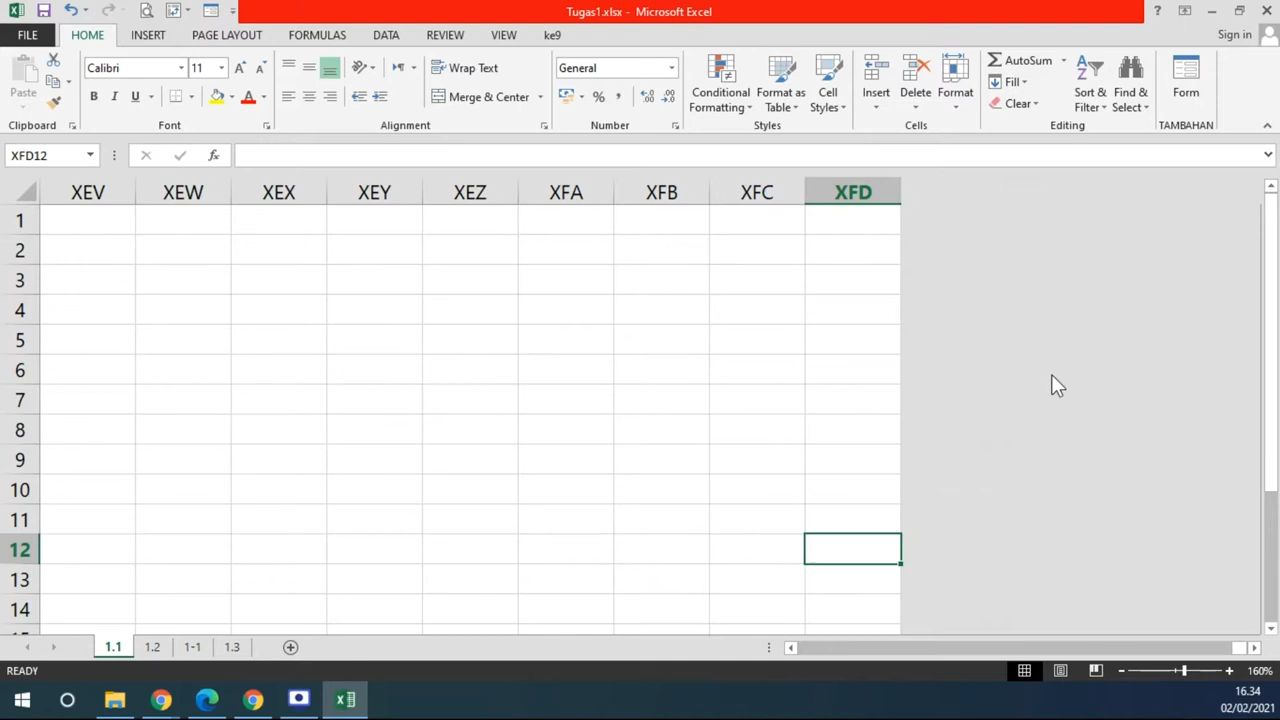 Tugas1.xlsx - Microsoft Excel
?
FILE HOME INSERT PAGE LAYOUT FORMULAS DATA REVIEW VIEW ke9 Sign in
Paste
Clipboard
Calibri 11
B I U A
Font
Wrap Text
Merge & Center
Alignment
General
%
Number
Conditional Formatting
Format as Table
Cell Styles
Styles
Insert
Delete
Format
Cells
AutoSum
Fill
Clear
Sort & Filter
Find & Select
Editing
Form
TAMBAHAN
XFD12 fx
XEV XEW XEX XEY XEZ XFA XFB XFC XFD
1
2
3
4
5
6
7
8
9
10
11
12
13
14
15
1.1 1.2 1-1 1.3
READY 160%
16.34
02/02/2021